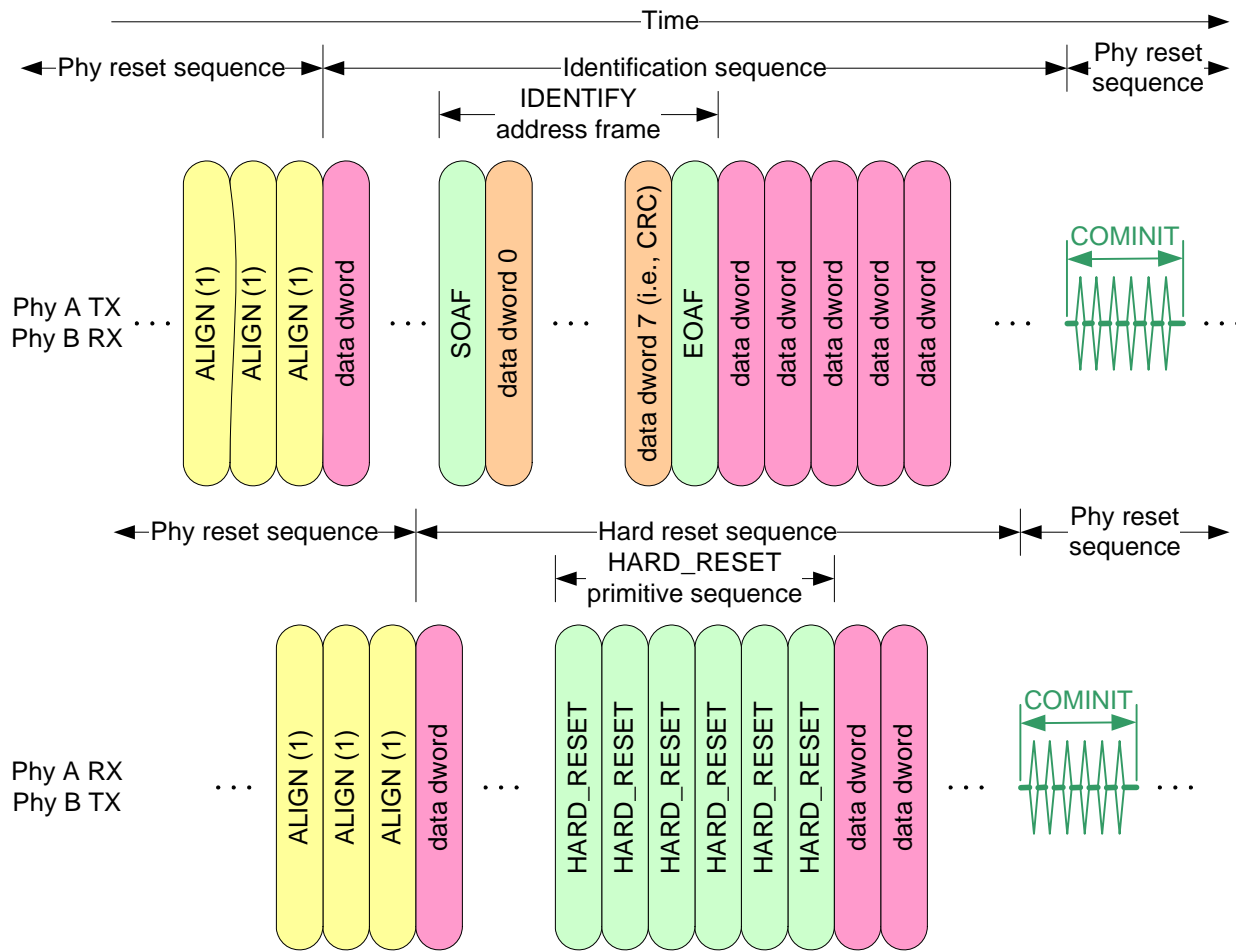 Time
Phy reset sequence
Identification sequence
Phy reset
sequence
IDENTIFY
address frame
Phy A TX
Phy B RX
. . .
ALIGN (1)
ALIGN (1)
ALIGN (1)
data dword
. . .
SOAF
data dword 0
. . .
data dword 7 (i.e., CRC)
EOAF
data dword
data dword
data dword
data dword
data dword
. . .
COMINIT
. . .
Phy reset sequence
Hard reset sequence
Phy reset
sequence
HARD_RESET
primitive sequence
Phy A RX
Phy B TX
. . .
ALIGN (1)
ALIGN (1)
ALIGN (1)
data dword
. . .
HARD_RESET
HARD_RESET
HARD_RESET
HARD_RESET
HARD_RESET
HARD_RESET
data dword
data dword
. . .
COMINIT
. . .